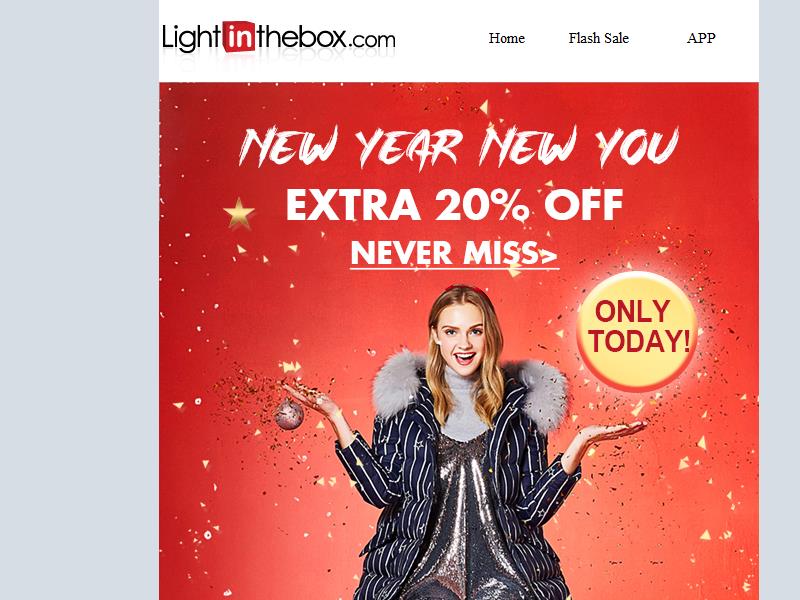 Lightinthebox.com
Home Flash Sale APP
NEW YEAR NEW YOU
EXTRA 20% OFF
NEVER MISS>
ONLY
TODAY!